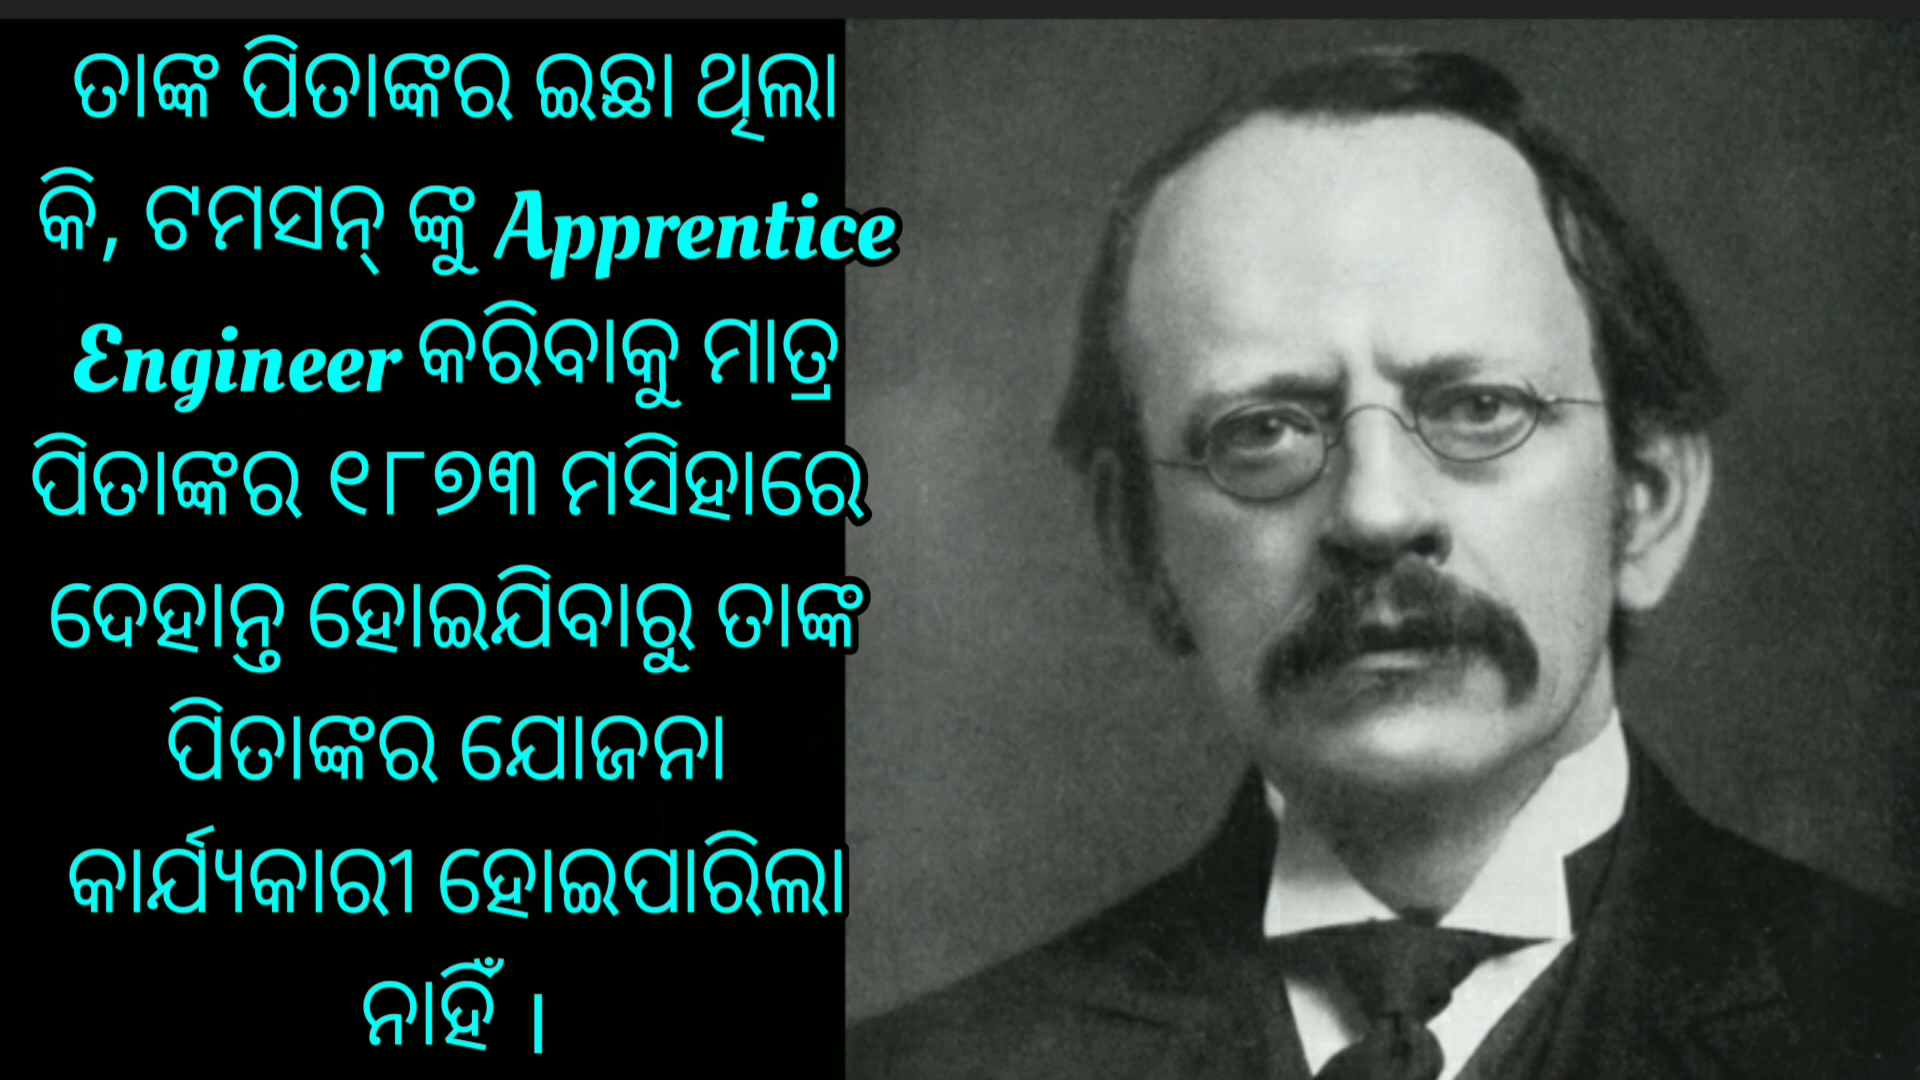 ତାଙ୍କ ପିତାଙ୍କର ଇଛା ଥିଲା
କି, ଟମସନ୍ ଙ୍କୁ Apprentice
Engineer କରିବାକୁ ମାତ୍ର
ପିତାଙ୍କର ୧୮୭୩ ମସିହାରେ
ଦେହାନ୍ତ ହୋଇଯିବାରୁ ତାଙ୍କ
ପିତାଙ୍କର ଯୋଜନା
କାର୍ଯ୍ୟକାରୀ ହୋଇପାରିଲା
ନାହିଁ ।